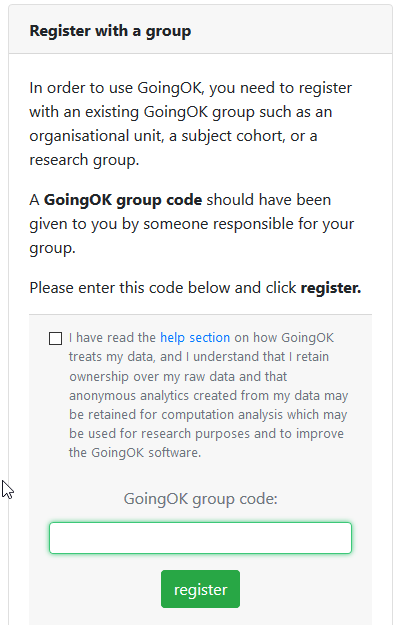 Register with a group
In order to use GoingOK, you need to register
with an existing GoingOK group such as an
organisational unit, a subject cohort, or a
research group.
A GoingOK group code should have been
given to you by someone responsible for your
group.
Please enter this code below and click register.
I have read the help section on how GoingOK
treats my data, and I understand that I retain
ownership over my raw data and that
anonymous analytics created from my data may
be retained for computation analysis which may
be used for research purposes and to improve
the GoingOK software.
GoingOK group code:
register